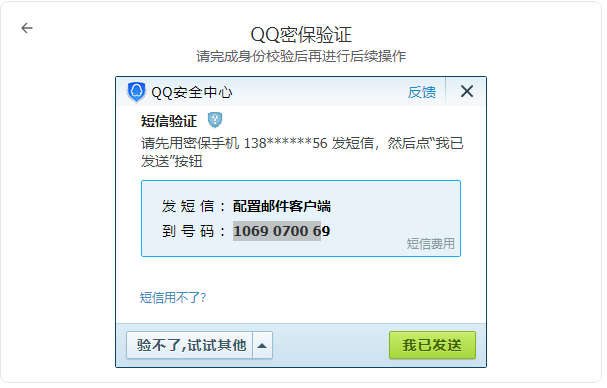 QQ密保验证
请完成身份校验后再进行后续操作
QQ安全中心 反馈
短信验证 ?
请先用密保手机 138******56 发短信，然后点“我已
发送”按钮
发 短 信： 配置邮件客户端
到 号 码： 1069 0700 69
短信费用
短信用不了?
验不了,试试其他 我已发送